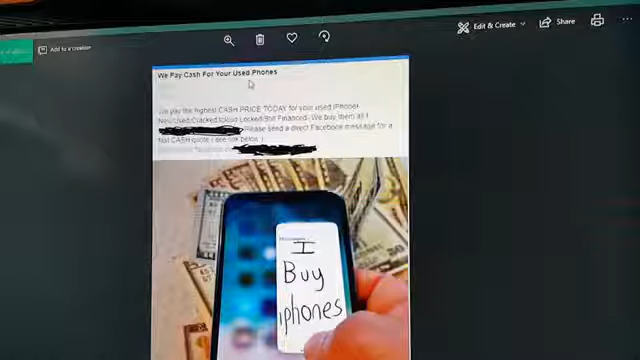 Add to a creation
Edit & Create
Share
We Pay Cash For Your Used Phones
We pay the highest CASH PRICE TODAY for your used iPhone!
New,Used,Cracked,Icloud Locked,Still Financed. We buy them all !
Please send a direct Facebook message for a
fast CASH quote ( see link below )
I
Buy
iphones